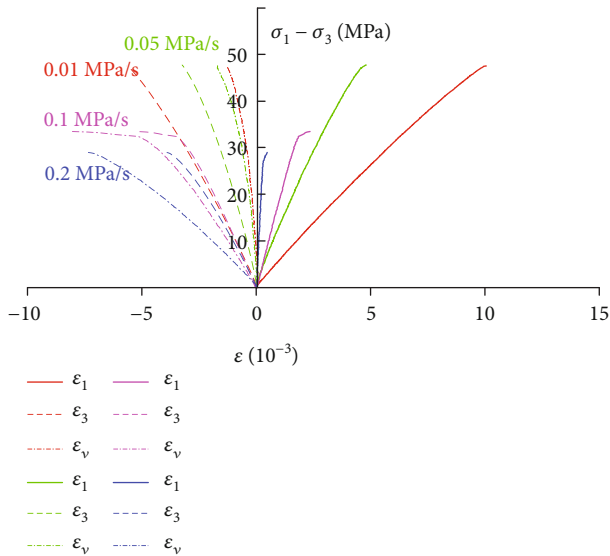 σ₁ – σ₃ (MPa)
0.05 MPa/s
50
0.01 MPa/s
40
0.1 MPa/s
30
0.2 MPa/s
20
10
−10 −5 0 5 10 15
ε (10⁻³)
ε₁ ε₁
ε₃ ε₃
εᵥ εᵥ
ε₁ ε₁
ε₃ ε₃
εᵥ εᵥ